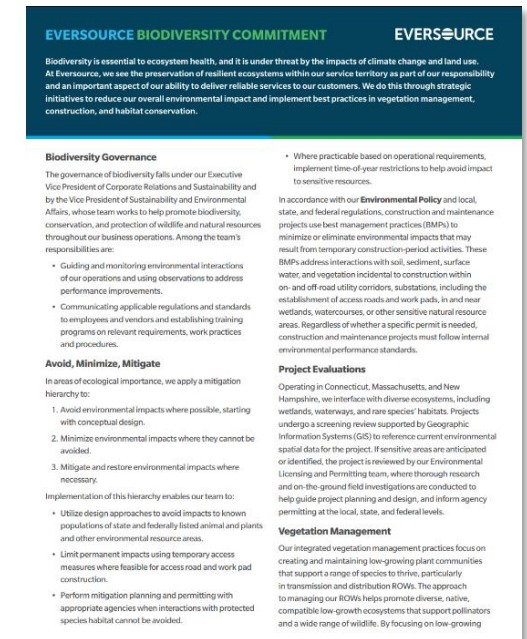 EVERSOURCE BIODIVERSITY COMMITMENT
EVERSOURCE
Biodiversity is essential to ecosystem health, and it is under threat by the impacts of climate change and land use.
At Eversource, we see the preservation of resilient ecosystems within our service territory as part of our responsibility
and an important aspect of our ability to deliver reliable services to our customers. We do this through strategic
initiatives to reduce our overall environmental impact and implement best practices in vegetation management,
construction, and habitat conservation.
Biodiversity Governance
The governance of biodiversity falls under our Executive
Vice President of Corporate Relations and Sustainability and
by the Vice President of Sustainability and Environmental
Affairs, whose team works to help promote biodiversity,
conservation, and protection of wildlife and natural resources
throughout our business operations. Among the team's
responsibilities are:
• Guiding and monitoring environmental interactions
of our operations and using observations to address
performance improvements.
• Communicating applicable regulations and standards
to employees and vendors and establishing training
programs on relevant requirements, work practices
and procedures.
Avoid, Minimize, Mitigate
In areas of ecological importance, we apply a mitigation
hierarchy to:
1. Avoid environmental impacts where possible, starting
with conceptual design.
2. Minimize environmental impacts where they cannot be
avoided.
3. Mitigate and restore environmental impacts where
necessary.
Implementation of this hierarchy enables our team to:
• Utilize design approaches to avoid impacts to known
populations of state and federally listed animal and plants
and other environmental resource areas.
• Limit permanent impacts using temporary access
measures where feasible for access road and work pad
construction.
• Perform mitigation planning and permitting with
appropriate agencies when interactions with protected
species habitat cannot be avoided.
• Where practicable based on operational requirements,
implement time-of-year restrictions to help avoid impact
to sensitive resources.
In accordance with our Environmental Policy and local,
state, and federal regulations, construction and maintenance
projects use best management practices (BMPs) to
minimize or eliminate environmental impacts that may
result from temporary construction-period activities. These
BMPs address interactions with soil, sediment, surface
water, and vegetation incidental to construction within
on- and off-road utility corridors, substations, including the
establishment of access roads and work pads, in and near
wetlands, watercourses, or other sensitive natural resource
areas. Regardless of whether a specific permit is needed,
construction and maintenance projects must follow internal
environmental performance standards.
Project Evaluations
Operating in Connecticut, Massachusetts, and New
Hampshire, we interface with diverse ecosystems, including
wetlands, waterways, and rare species' habitats. Projects
undergo a screening review supported by Geographic
Information Systems (GIS) to reference current environmental
spatial data for the project. If sensitive areas are anticipated
or identified, the project is reviewed by our Environmental
Licensing and Permitting team, where thorough research
and on-the-ground field investigations are conducted to
help guide project planning and design, and inform agency
permitting at the local, state, and federal levels.
Vegetation Management
Our integrated vegetation management practices focus on
creating and maintaining low-growing plant communities
that support a range of species to thrive, particularly
in transmission and distribution ROWs. The approach
to managing our ROWs helps promote diverse, native,
compatible low-growth ecosystems that support pollinators
and a wide range of wildlife. By focusing on low-growing